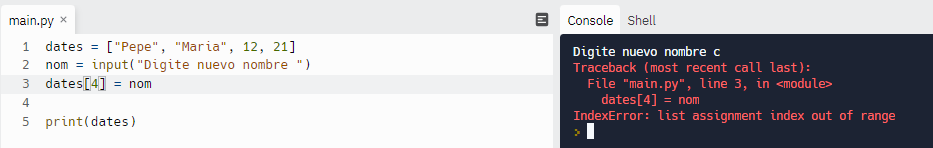 main.py ×
1 dates = ["Pepe", "Maria", 12, 21]
2 nom = input("Digite nuevo nombre ")
3 dates[4] = nom
4
5 print(dates)
Console Shell
Digite nuevo nombre c
Traceback (most recent call last):
File "main.py", line 3, in <module>
dates[4] = nom
IndexError: list assignment index out of range
>